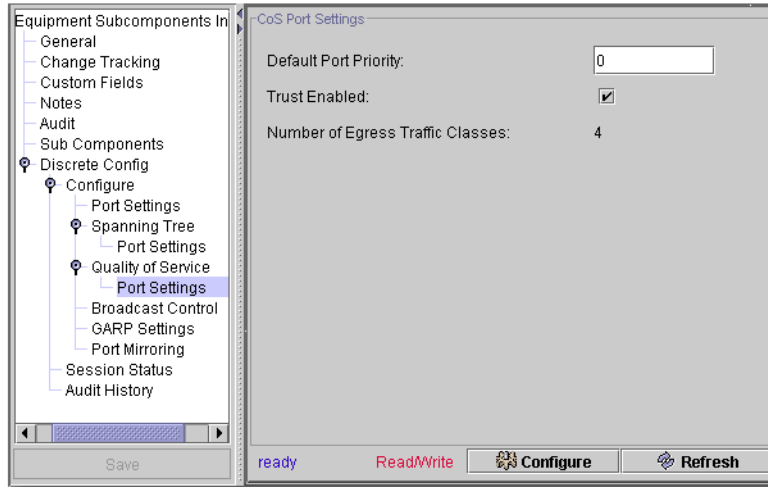 Equipment Subcomponents In
General
Change Tracking
Custom Fields
Notes
Audit
Sub Components
Discrete Config
Configure
Port Settings
Spanning Tree
Port Settings
Quality of Service
Port Settings
Broadcast Control
GARP Settings
Port Mirroring
Session Status
Audit History
Save
CoS Port Settings
Default Port Priority: 0
Trust Enabled:
Number of Egress Traffic Classes: 4
ready Read/Write Configure Refresh